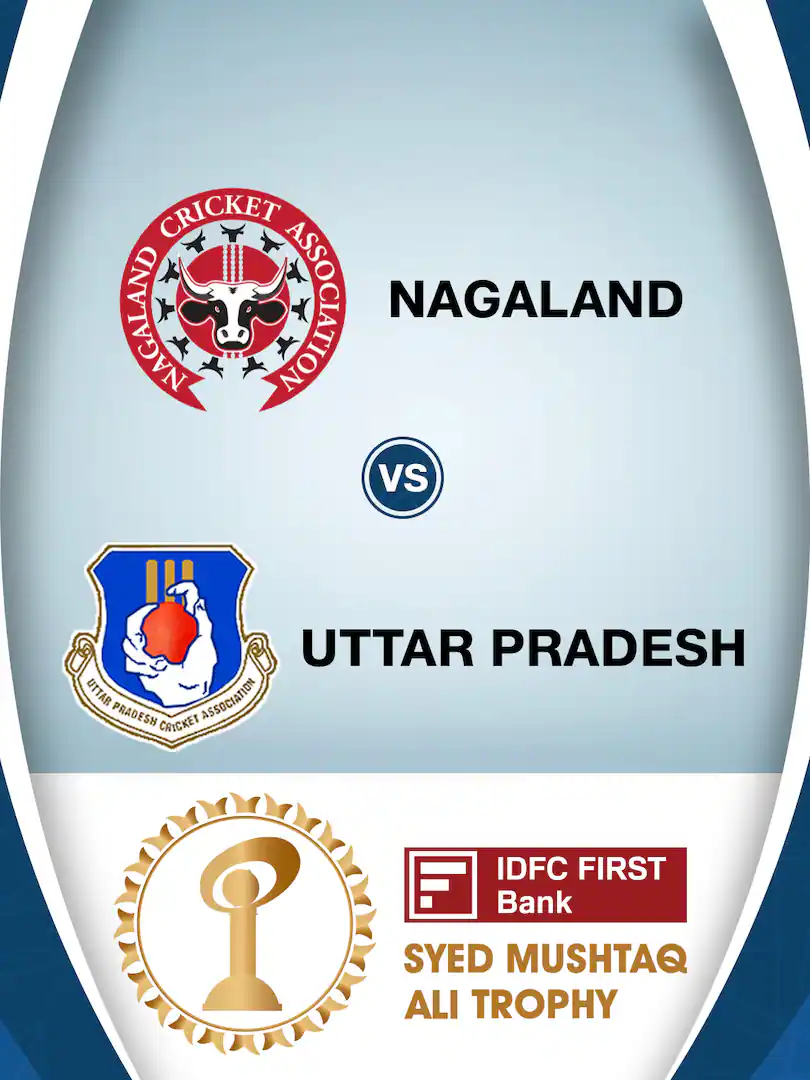 NAGALAND CRICKET ASSOCIATION
NAGALAND
VS
UTTAR PRADESH
UTTAR PRADESH CRICKET ASSOCIATION
IDFC FIRST
Bank
SYED MUSHTAQ
ALI TROPHY